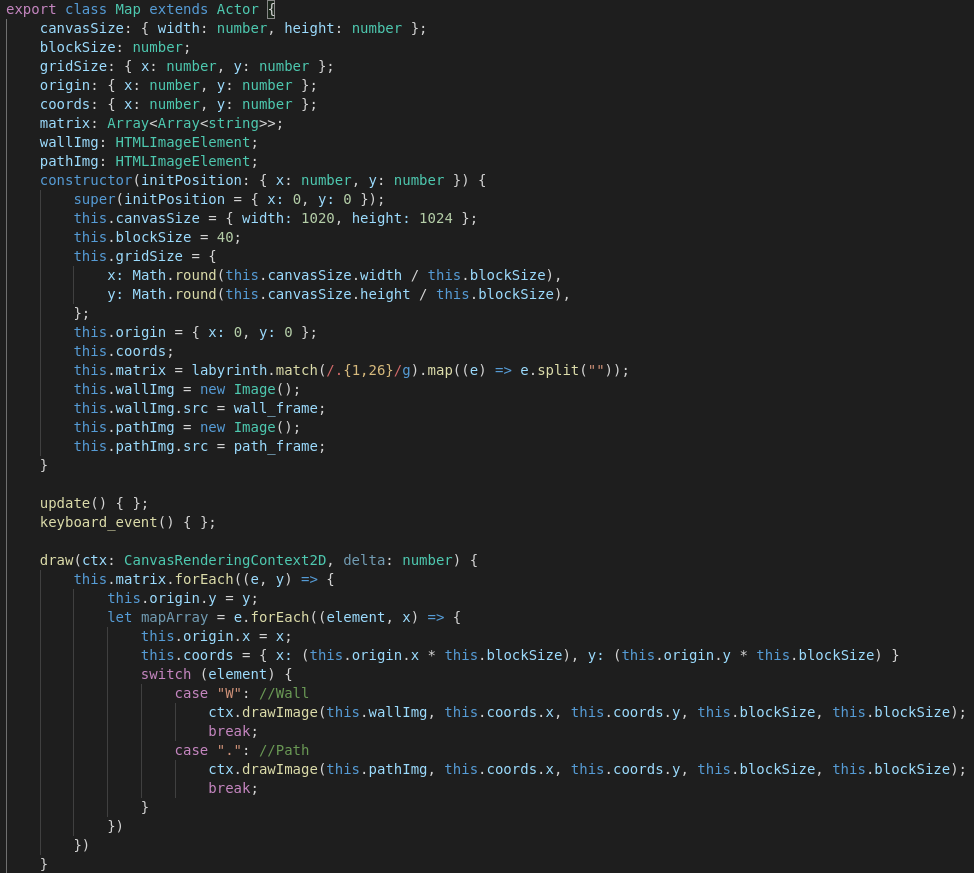 export class Map extends Actor {
    canvasSize: { width: number, height: number };
    blockSize: number;
    gridSize: { x: number, y: number };
    origin: { x: number, y: number };
    coords: { x: number, y: number };
    matrix: Array<Array<string>>;
    wallImg: HTMLImageElement;
    pathImg: HTMLImageElement;
    constructor(initPosition: { x: number, y: number }) {
        super(initPosition = { x: 0, y: 0 });
        this.canvasSize = { width: 1020, height: 1024 };
        this.blockSize = 40;
        this.gridSize = {
            x: Math.round(this.canvasSize.width / this.blockSize),
            y: Math.round(this.canvasSize.height / this.blockSize),
        };
        this.origin = { x: 0, y: 0 };
        this.coords;
        this.matrix = labyrinth.match(/.{1,26}/g).map((e) => e.split(""));
        this.wallImg = new Image();
        this.wallImg.src = wall_frame;
        this.pathImg = new Image();
        this.pathImg.src = path_frame;
    }

    update() { };
    keyboard_event() { };

    draw(ctx: CanvasRenderingContext2D, delta: number) {
        this.matrix.forEach((e, y) => {
            this.origin.y = y;
            let mapArray = e.forEach((element, x) => {
                this.origin.x = x;
                this.coords = { x: (this.origin.x * this.blockSize), y: (this.origin.y * this.blockSize) }
                switch (element) {
                    case "W": //Wall
                        ctx.drawImage(this.wallImg, this.coords.x, this.coords.y, this.blockSize, this.blockSize);
                        break;
                    case ".": //Path
                        ctx.drawImage(this.pathImg, this.coords.x, this.coords.y, this.blockSize, this.blockSize);
                        break;
                }
            })
        })
    }